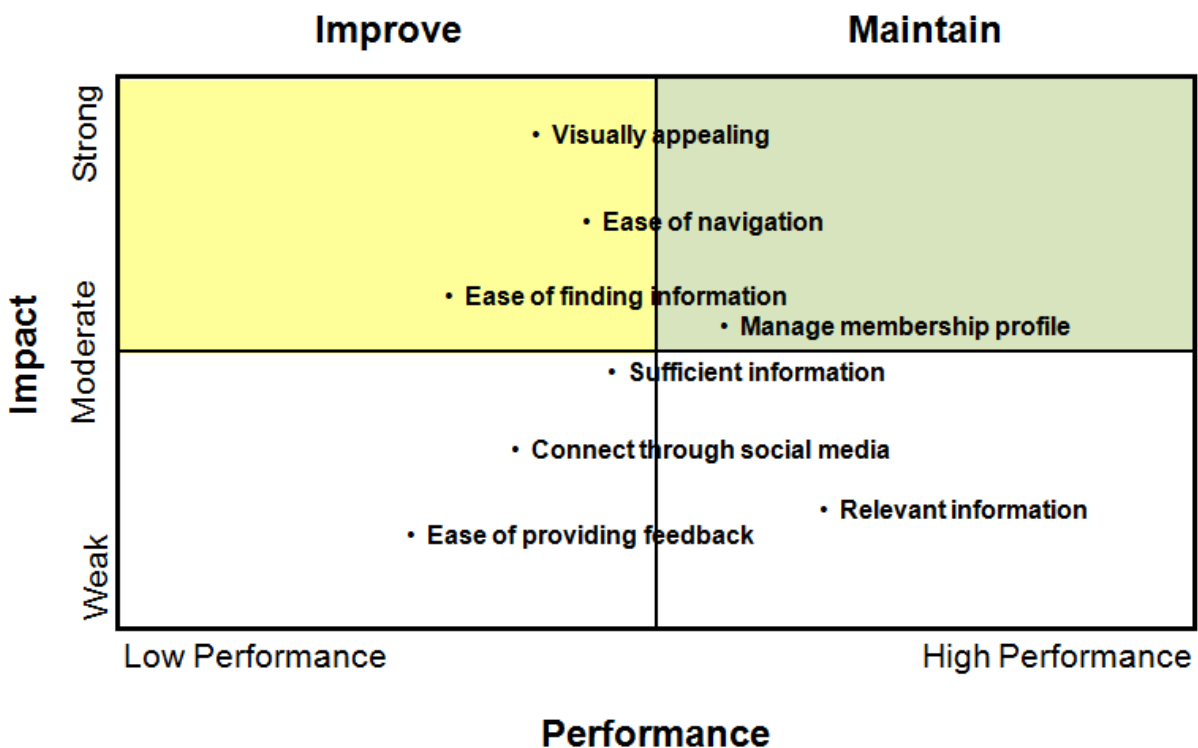 Improve
Maintain
Strong
Moderate
Weak
Impact
• Visually appealing
• Ease of navigation
• Ease of finding information
• Manage membership profile
• Sufficient information
• Connect through social media
• Relevant information
• Ease of providing feedback
Low Performance
High Performance
Performance